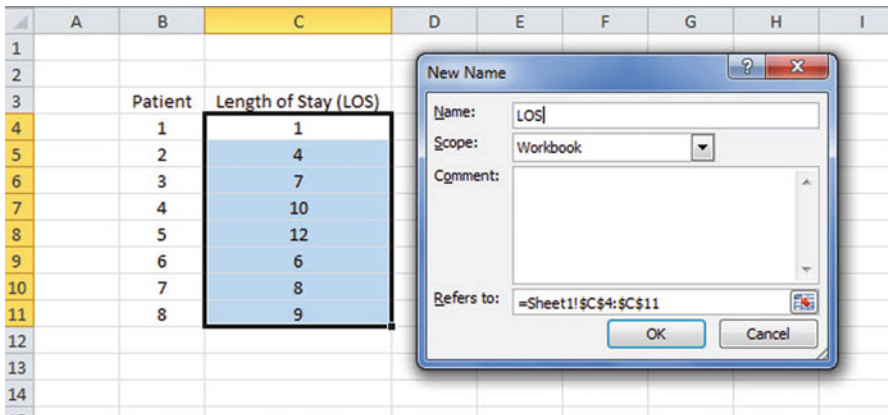 A B C D E F G H I
1
2
3 Patient Length of Stay (LOS)
4 1 1
5 2 4
6 3 7
7 4 10
8 5 12
9 6 6
10 7 8
11 8 9
12
13
14
New Name
Name: LOS
Scope: Workbook
Comment:
Refers to: =Sheet1!$C$4:$C$11
OK Cancel